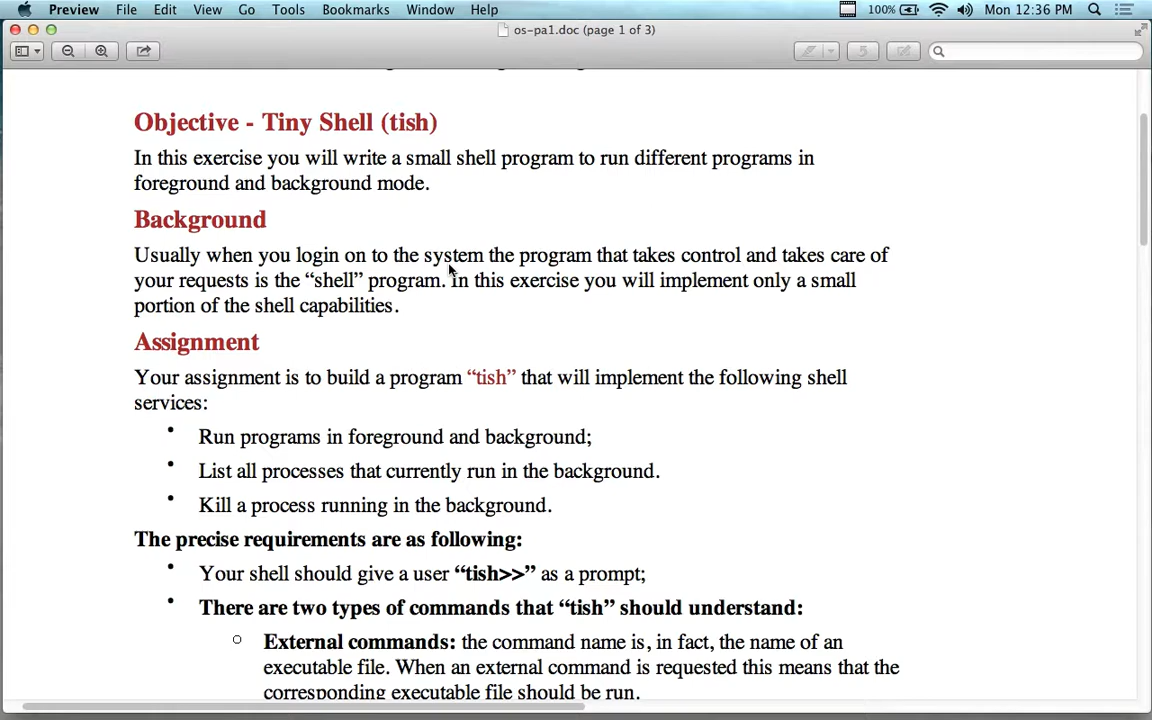 Preview File Edit View Go Tools Bookmarks Window Help 100% Mon 12:36 PM
os-pa1.doc (page 1 of 3)
Objective - Tiny Shell (tish)
In this exercise you will write a small shell program to run different programs in
foreground and background mode.
Background
Usually when you login on to the system the program that takes control and takes care of
your requests is the “shell” program. In this exercise you will implement only a small
portion of the shell capabilities.
Assignment
Your assignment is to build a program “tish” that will implement the following shell
services:
• Run programs in foreground and background;
• List all processes that currently run in the background.
• Kill a process running in the background.
The precise requirements are as following:
• Your shell should give a user “tish>>” as a prompt;
• There are two types of commands that “tish” should understand:
○ External commands: the command name is, in fact, the name of an
executable file. When an external command is requested this means that the
corresponding executable file should be run.